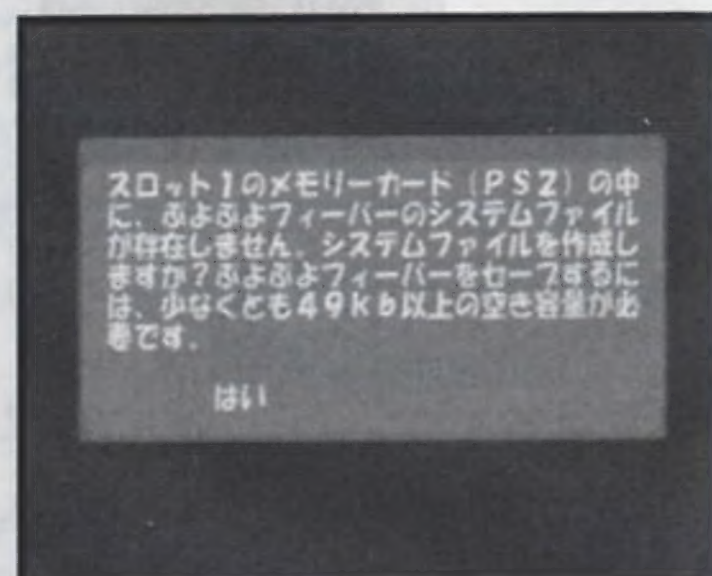 スロット1のメモリーカード（PS2）の中
に、ぷよぷよフィーバーのシステムファイル
が存在しません。システムファイルを作成し
ますか？ぷよぷよフィーバーをセーブするに
は、少なくとも49kb以上の空き容量が必
要です。
はい